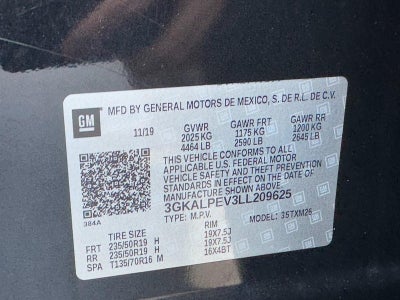 GM
MFD BY GENERAL MOTORS DE MEXICO, S. DE R.L. DE C.V.
11/19 GVWR GAWR FRT GAWR RR
2025 KG 1175 KG 1200 KG
4464 LB 2590 LB 2645 LB
THIS VEHICLE CONFORMS TO ALL
APPLICABLE U.S. FEDERAL MOTOR
VEHICLE SAFETY AND THEFT PREVENTION
STANDARDS IN EFFECT ON THE DATE OF
MANUFACTURE SHOWN ABOVE.
3GKALPEV3LL209625
TYPE: M.P.V. MODEL: 3STXM26
384A
TIRE SIZE RIM
FRT 235/50R19 H 19X7.5J
RR 235/50R19 H 19X7.5J
SPA T135/70R16 M 16X4BT